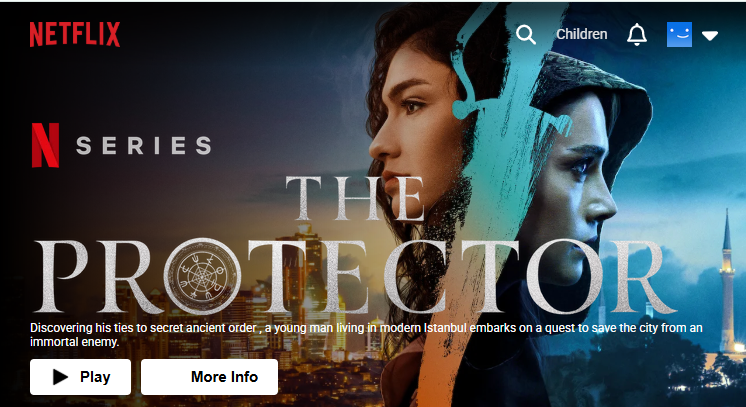 NETFLIX
Children
N SERIES
THE
PROTECTOR
Discovering his ties to secret ancient order , a young man living in modern Istanbul embarks on a quest to save the city from an
immortal enemy.
Play
More Info